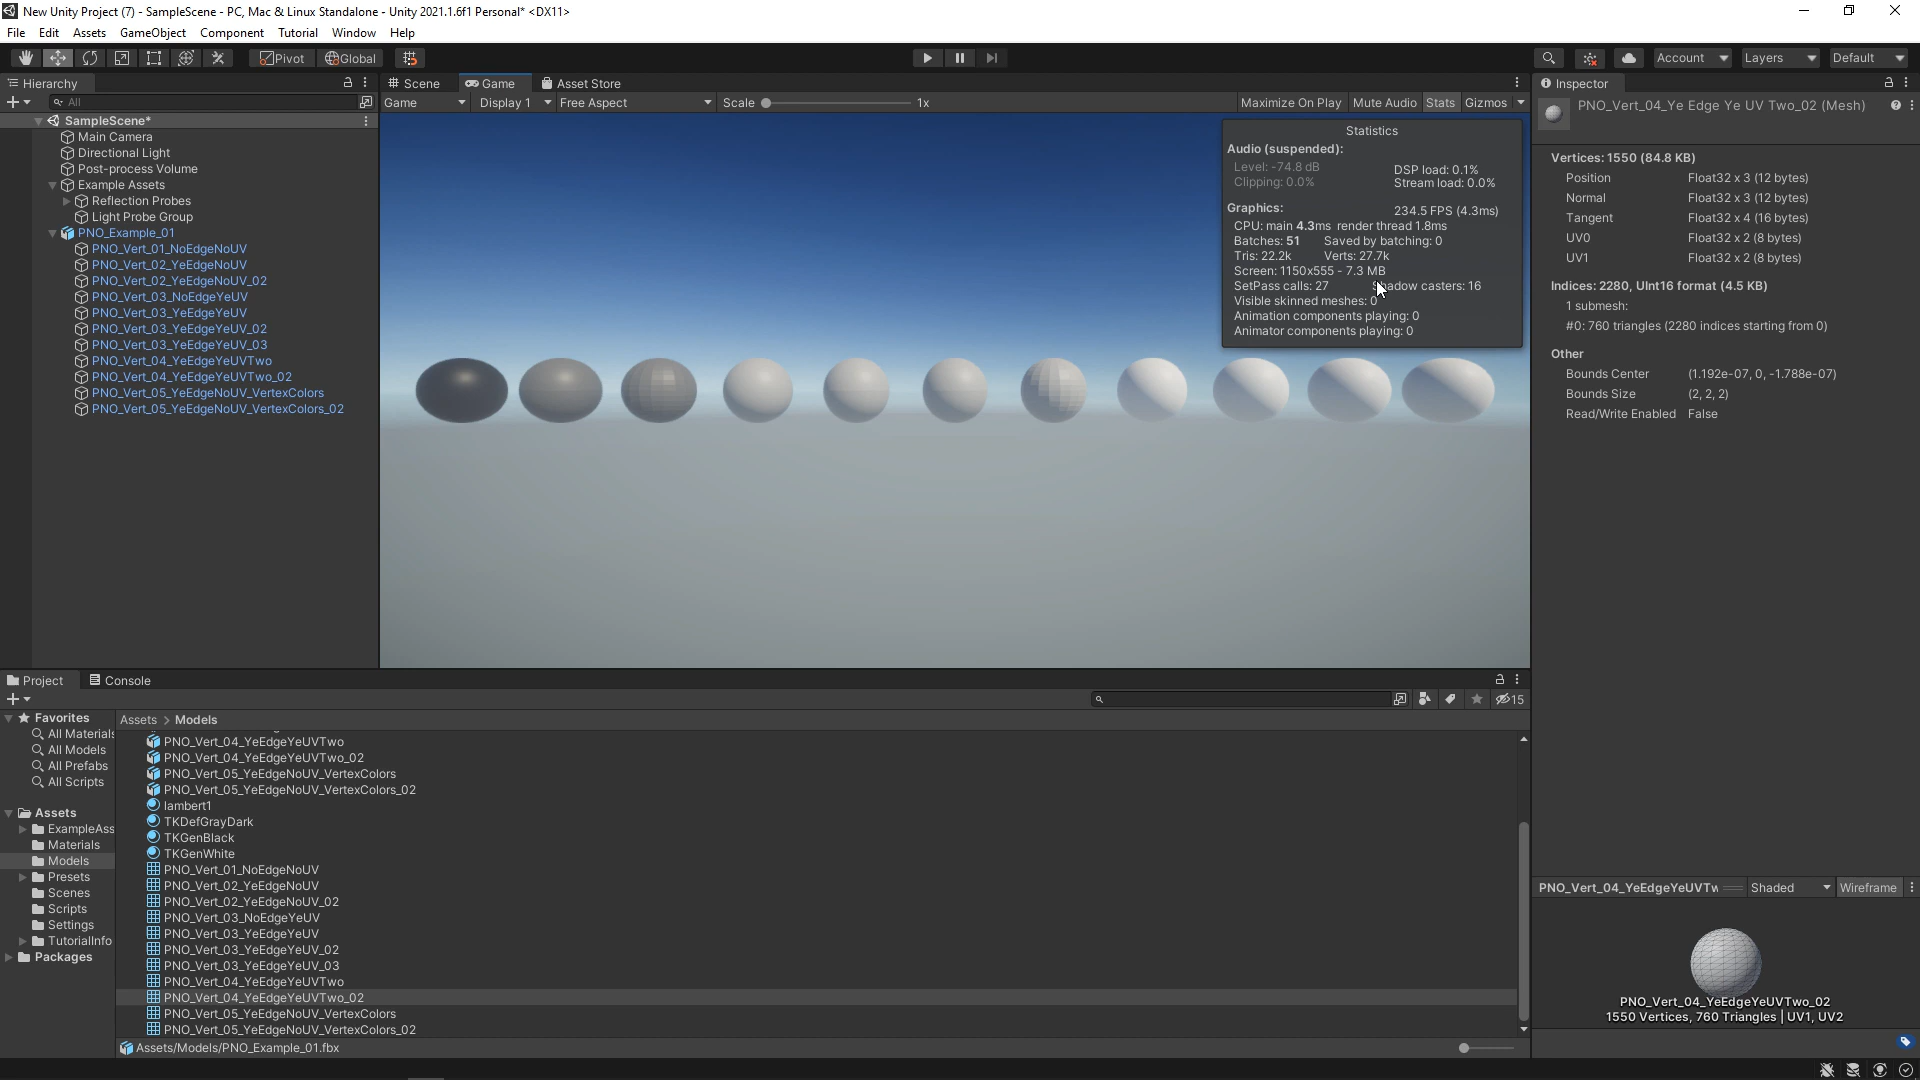 New Unity Project (7) - SampleScene - PC, Mac & Linux Standalone - Unity 2021.1.6f1 Personal* <DX11>
File Edit Assets GameObject Component Tutorial Window Help
Pivot Global Account Layers Default
Hierarchy
All
SampleScene*
Main Camera
Directional Light
Post-process Volume
Example Assets
Reflection Probes
Light Probe Group
PNO_Example_01
PNO_Vert_01_NoEdgeNoUV
PNO_Vert_02_YeEdgeNoUV
PNO_Vert_02_YeEdgeNoUV_02
PNO_Vert_03_NoEdgeYeUV
PNO_Vert_03_YeEdgeYeUV
PNO_Vert_03_YeEdgeYeUV_02
PNO_Vert_03_YeEdgeYeUV_03
PNO_Vert_04_YeEdgeYeUVTwo
PNO_Vert_04_YeEdgeYeUVTwo_02
PNO_Vert_05_YeEdgeNoUV_VertexColors
PNO_Vert_05_YeEdgeNoUV_VertexColors_02
Scene Game Asset Store
Game Display 1 Free Aspect Scale 1x Maximize On Play Mute Audio Stats Gizmos
Statistics
Audio (suspended):
Level: -74.8 dB DSP load: 0.1%
Clipping: 0.0% Stream load: 0.0%
Graphics: 234.5 FPS (4.3ms)
CPU: main 4.3ms render thread 1.8ms
Batches: 51 Saved by batching: 0
Tris: 22.2k Verts: 27.7k
Screen: 1150x555 - 7.3 MB
SetPass calls: 27 Shadow casters: 16
Visible skinned meshes: 0
Animation components playing: 0
Animator components playing: 0
Inspector
PNO_Vert_04_Ye Edge Ye UV Two_02 (Mesh)
Vertices: 1550 (84.8 KB)
Position Float32 x 3 (12 bytes)
Normal Float32 x 3 (12 bytes)
Tangent Float32 x 4 (16 bytes)
UV0 Float32 x 2 (8 bytes)
UV1 Float32 x 2 (8 bytes)
Indices: 2280, UInt16 format (4.5 KB)
1 submesh:
#0: 760 triangles (2280 indices starting from 0)
Other
Bounds Center (1.192e-07, 0, -1.788e-07)
Bounds Size (2, 2, 2)
Read/Write Enabled False
Project Console
15
Favorites
All Materials
All Models
All Prefabs
All Scripts
Assets
ExampleAss
Materials
Models
Presets
Scenes
Scripts
Settings
TutorialInfo
Packages
Assets > Models
PNO_Vert_04_YeEdgeYeUVTwo
PNO_Vert_04_YeEdgeYeUVTwo_02
PNO_Vert_05_YeEdgeNoUV_VertexColors
PNO_Vert_05_YeEdgeNoUV_VertexColors_02
lambert1
TKDefGrayDark
TKGenBlack
TKGenWhite
PNO_Vert_01_NoEdgeNoUV
PNO_Vert_02_YeEdgeNoUV
PNO_Vert_02_YeEdgeNoUV_02
PNO_Vert_03_NoEdgeYeUV
PNO_Vert_03_YeEdgeYeUV
PNO_Vert_03_YeEdgeYeUV_02
PNO_Vert_03_YeEdgeYeUV_03
PNO_Vert_04_YeEdgeYeUVTwo
PNO_Vert_04_YeEdgeYeUVTwo_02
PNO_Vert_05_YeEdgeNoUV_VertexColors
PNO_Vert_05_YeEdgeNoUV_VertexColors_02
Assets/Models/PNO_Example_01.fbx
PNO_Vert_04_YeEdgeYeUVTw Shaded Wireframe
PNO_Vert_04_YeEdgeYeUVTwo_02
1550 Vertices, 760 Triangles | UV1, UV2